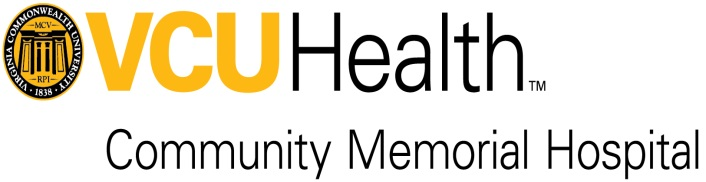 VIRGINIA COMMONWEALTH UNIVERSITY
MCV
RPI
· 1838 ·
VCUHealth™
Community Memorial Hospital